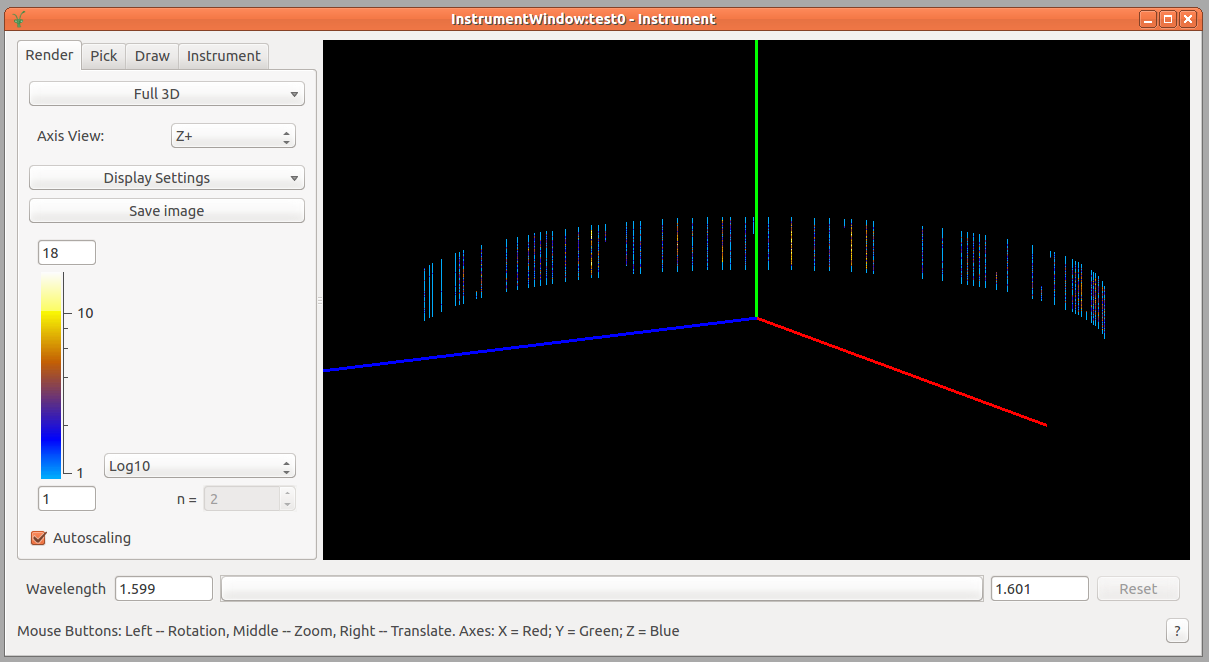 InstrumentWindow:test0 - Instrument
Render Pick Draw Instrument
Full 3D
Axis View: Z+
Display Settings
Save image
18
10
1
Log10
1 n = 2
Autoscaling
Wavelength 1.599 1.601 Reset
Mouse Buttons: Left -- Rotation, Middle -- Zoom, Right -- Translate. Axes: X = Red; Y = Green; Z = Blue ?